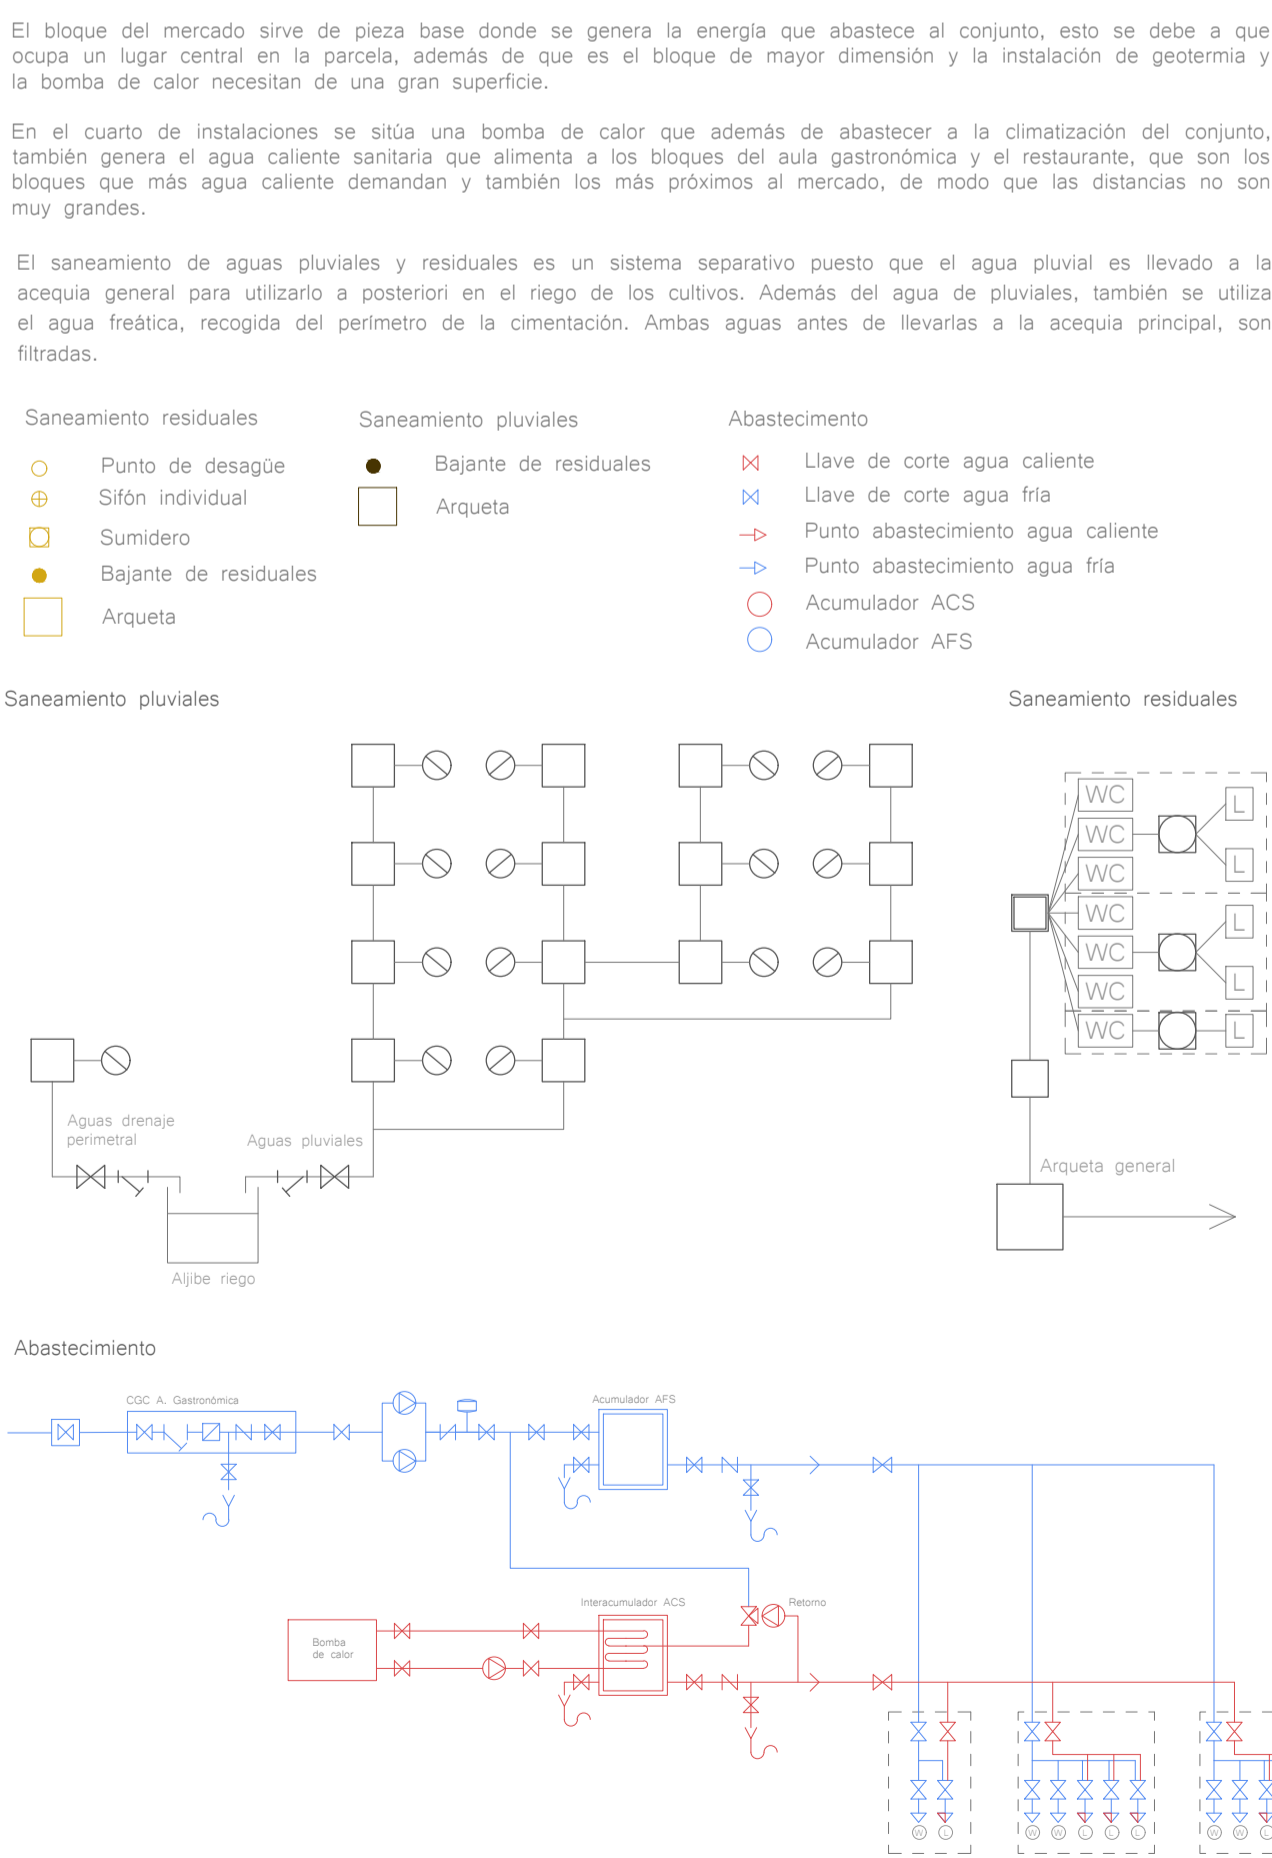 El bloque del mercado sirve de pieza base donde se genera la energía que abastece al conjunto, esto se debe a que
ocupa un lugar central en la parcela, además de que es el bloque de mayor dimensión y la instalación de geotermia y
la bomba de calor necesitan de una gran superficie.
En el cuarto de instalaciones se sitúa una bomba de calor que además de abastecer a la climatización del conjunto,
también genera el agua caliente sanitaria que alimenta a los bloques del aula gastronómica y el restaurante, que son los
bloques que más agua caliente demandan y también los más próximos al mercado, de modo que las distancias no son
muy grandes.
El saneamiento de aguas pluviales y residuales es un sistema separativo puesto que el agua pluvial es llevado a la
acequia general para utilizarlo a posteriori en el riego de los cultivos. Además del agua de pluviales, también se utiliza
el agua freática, recogida del perímetro de la cimentación. Ambas aguas antes de llevarlas a la acequia principal, son
filtradas.
Saneamiento residuales
Punto de desagüe
Sifón individual
Sumidero
Bajante de residuales
Arqueta
Saneamiento pluviales
Bajante de residuales
Arqueta
Abastecimento
Llave de corte agua caliente
Llave de corte agua fría
Punto abastecimiento agua caliente
Punto abastecimiento agua fría
Acumulador ACS
Acumulador AFS
Saneamiento pluviales
Aguas drenaje
perimetral
Aguas pluviales
Aljibe riego
Saneamiento residuales
WC
L
WC
WC
L
WC
L
WC
WC
L
WC
L
Arqueta general
Abastecimiento
CGC A. Gastronómica
Acumulador AFS
Interacumulador ACS
Retorno
Bomba
de calor
W L
W W L L L
W W L